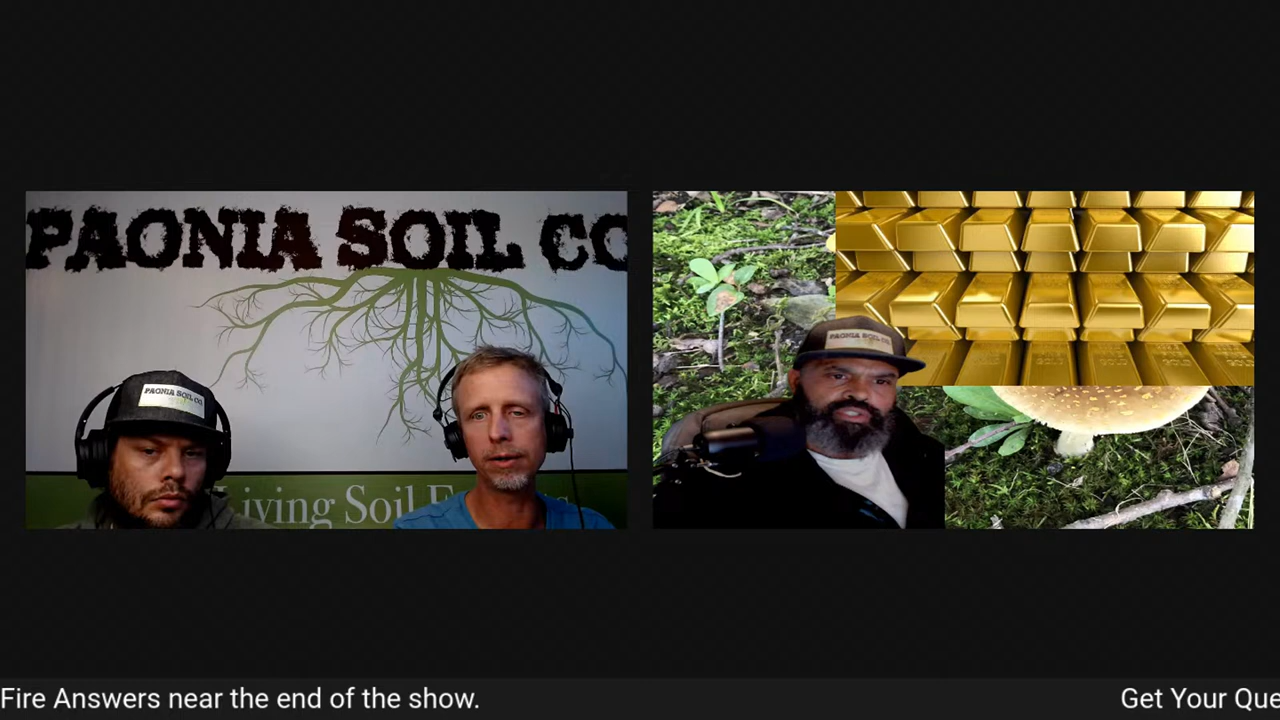 PAONIA SOIL CO
PAONIA SOIL CO
Living Soil
PAONIA SOIL CO
Fire Answers near the end of the show.
Get Your Que